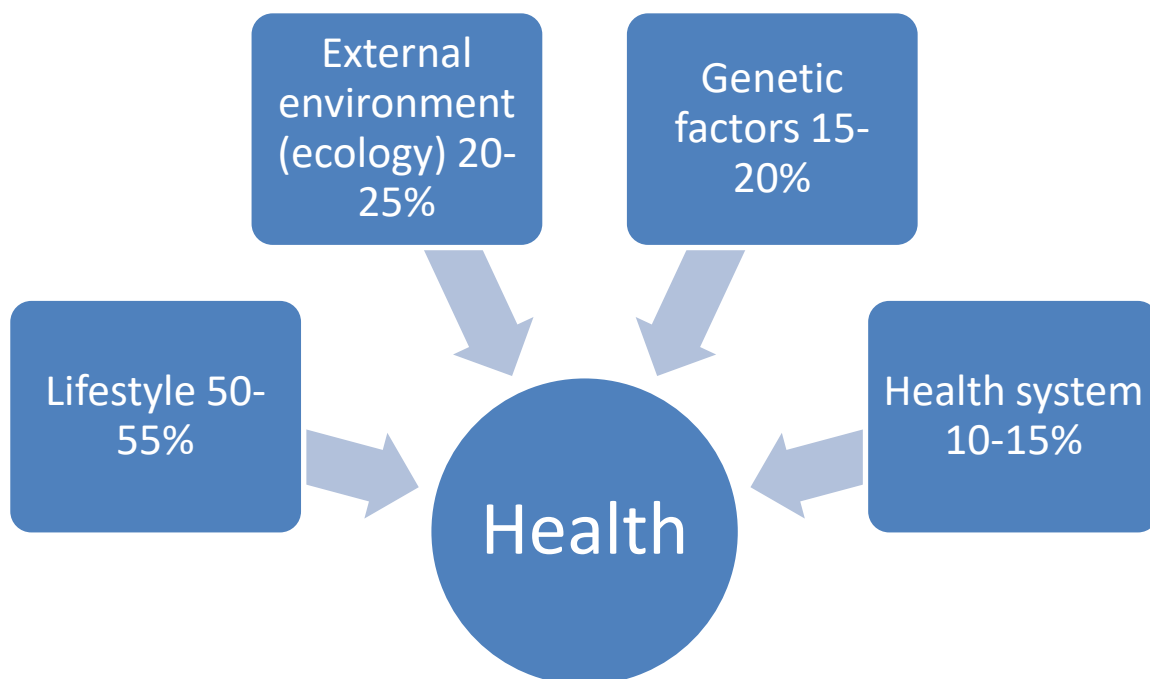 External
environment
(ecology) 20-
25%
Genetic
factors 15-
20%
Lifestyle 50-
55%
Health system
10-15%
Health